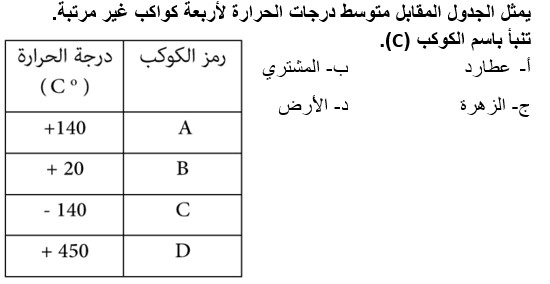 يمثل الجدول المقابل متوسط درجات الحرارة لأربعة كواكب غير مرتبة.
تنبأ باسم الكوكب (C).
أ- عطارد ب- المشتري
ج- الزهرة د- الأرض
رمز الكوكب درجة الحرارة (C º)
A +140
B + 20
C - 140
D + 450